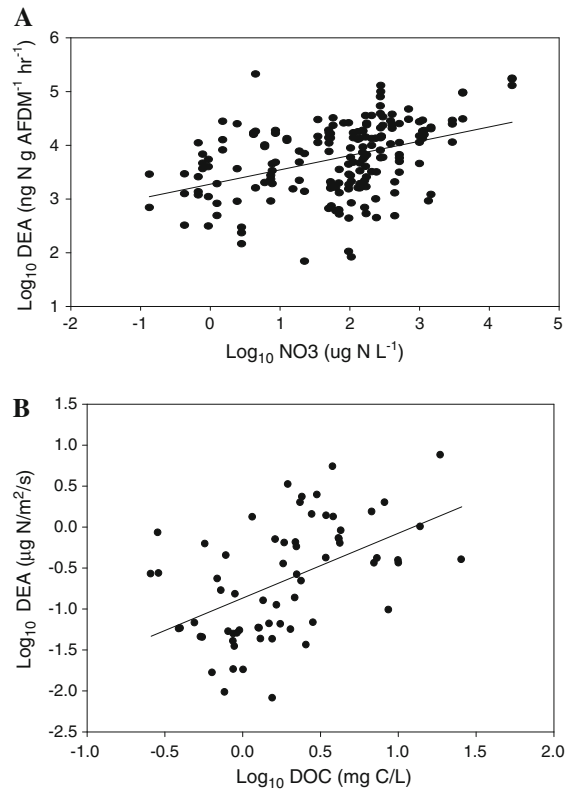 A
Log₁₀ DEA (ng N g AFDM⁻¹ hr⁻¹)
6
5
4
3
2
1
-2 -1 0 1 2 3 4 5
Log₁₀ NO3 (ug N L⁻¹)
B
Log₁₀ DEA (μg N/m²/s)
1.5
1.0
0.5
-0.0
-0.5
-1.0
-1.5
-2.0
-2.5
-1.0 -0.5 0.0 0.5 1.0 1.5 2.0
Log₁₀ DOC (mg C/L)